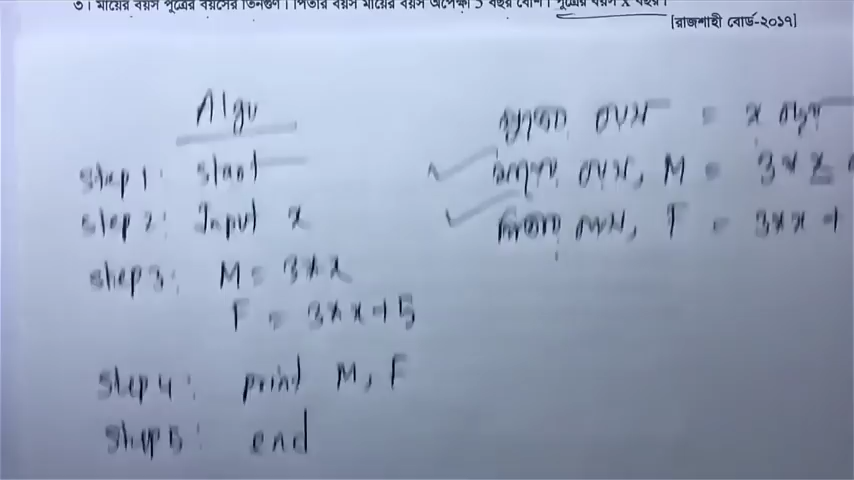 ৩। মায়ের বয়স পুত্রের বয়সের তিনগুণ। পিতার বয়স মায়ের বয়স অপেক্ষা 5 বছর বেশি। পুত্রের বয়স x বছর।
[রাজশাহী বোর্ড-২০১৭]
Algo
step 1: start
step 2: Input x
step 3: M = 3*x
F = 3*x+5
step 4: print M, F
step 5: end
পুত্রের বয়স = x বছর
মায়ের বয়স, M = 3*x
পিতার বয়স, F = 3*x +